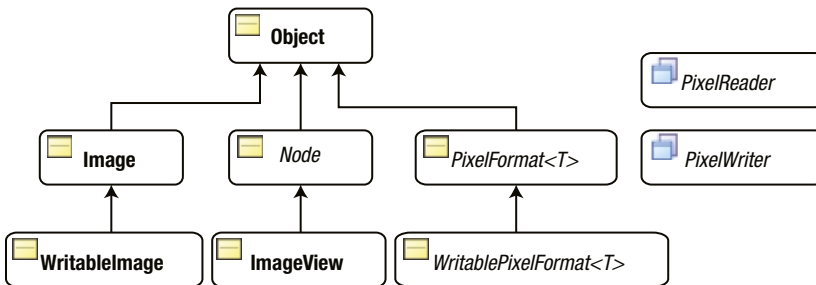 Object
PixelReader
Image
Node
PixelFormat<T>
PixelWriter
WritableImage
ImageView
WritablePixelFormat<T>